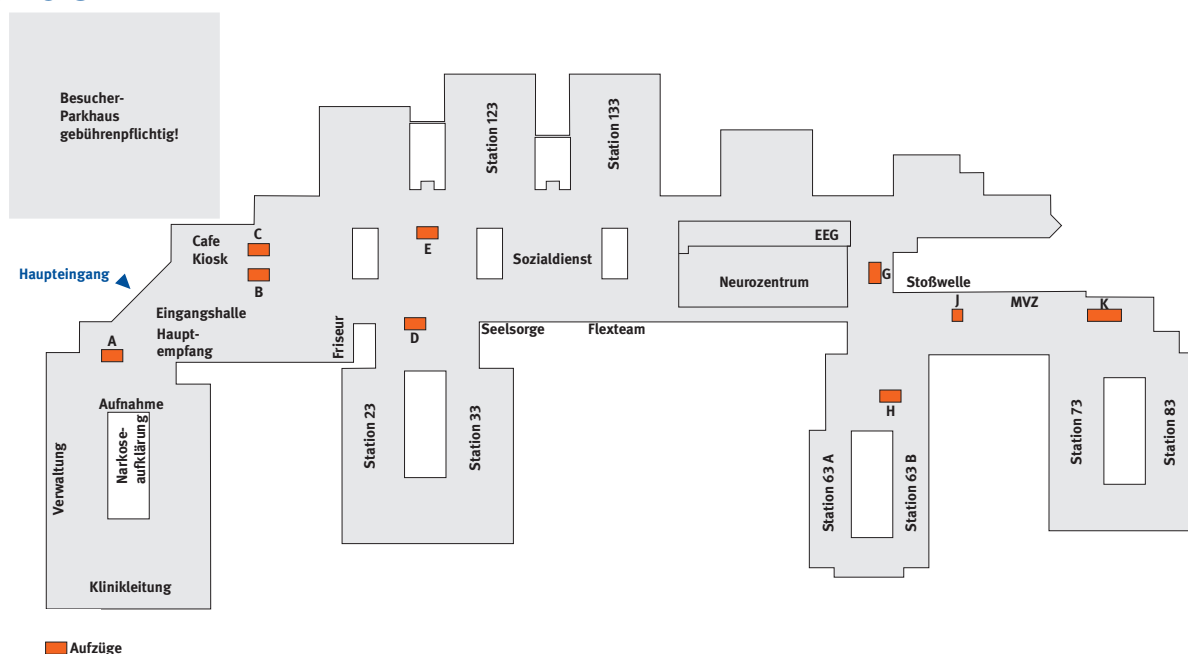 Besucher-
Parkhaus
gebührenpflichtig!
Station 123
Station 133
C
Cafe
Kiosk
E
EEG
Sozialdienst
Haupteingang
B
G
Neurozentrum
Stoßwelle
J
MVZ
K
Eingangshalle
Haupt-
empfang
A
Friseur
D
Seelsorge
Flexteam
Aufnahme
Narkose-
aufklärung
Verwaltung
Station 23
Station 33
H
Station 63 A
Station 63 B
Station 73
Station 83
Klinikleitung
Aufzüge